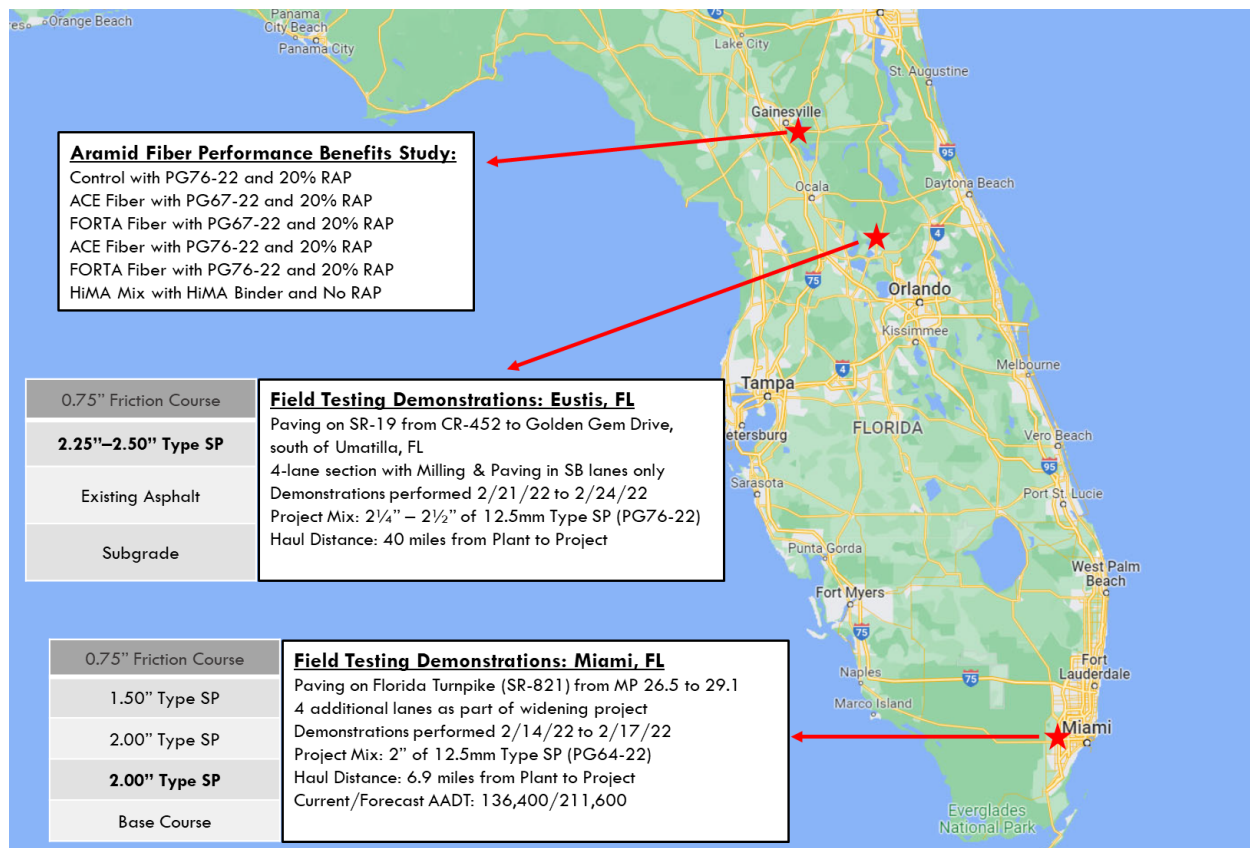 Orange Beach
Panama
City Beach
Panama City
75
Lake City
St. Augustine
Gainesville
95
Daytona Beach
Ocala
4
75
Orlando
Kissimmee
Melbourne
4
Tampa
etersburg
FLORIDA
Vero Beach
95
Sarasota
Port St. Lucie
Punta Gorda
West Palm
Beach
Fort Myers
75
Fort
Lauderdale
Naples
75
Marco Island
Miami
Everglades
National Park
Aramid Fiber Performance Benefits Study:
Control with PG76-22 and 20% RAP
ACE Fiber with PG67-22 and 20% RAP
FORTA Fiber with PG67-22 and 20% RAP
ACE Fiber with PG76-22 and 20% RAP
FORTA Fiber with PG76-22 and 20% RAP
HiMA Mix with HiMA Binder and No RAP
0.75” Friction Course
2.25”–2.50” Type SP
Existing Asphalt
Subgrade
Field Testing Demonstrations: Eustis, FL
Paving on SR-19 from CR-452 to Golden Gem Drive,
south of Umatilla, FL
4-lane section with Milling & Paving in SB lanes only
Demonstrations performed 2/21/22 to 2/24/22
Project Mix: 2¼” – 2½” of 12.5mm Type SP (PG76-22)
Haul Distance: 40 miles from Plant to Project
0.75” Friction Course
1.50” Type SP
2.00” Type SP
2.00” Type SP
Base Course
Field Testing Demonstrations: Miami, FL
Paving on Florida Turnpike (SR-821) from MP 26.5 to 29.1
4 additional lanes as part of widening project
Demonstrations performed 2/14/22 to 2/17/22
Project Mix: 2” of 12.5mm Type SP (PG64-22)
Haul Distance: 6.9 miles from Plant to Project
Current/Forecast AADT: 136,400/211,600